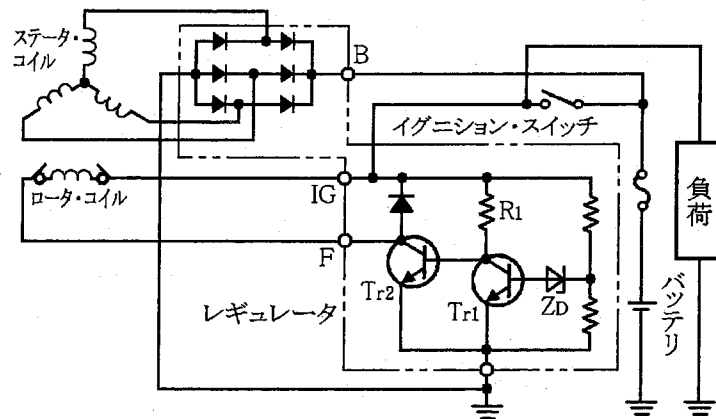 ステータ・
コイル
B
イグニション・スイッチ
負荷
ロータ・コイル
IG
R1
F
Tr2
Tr1
ZD
レギュレータ
バッテリ